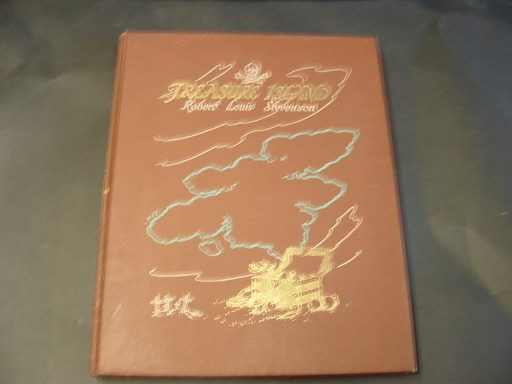 TREASURE ISLAND
Robert Louis Stevenson